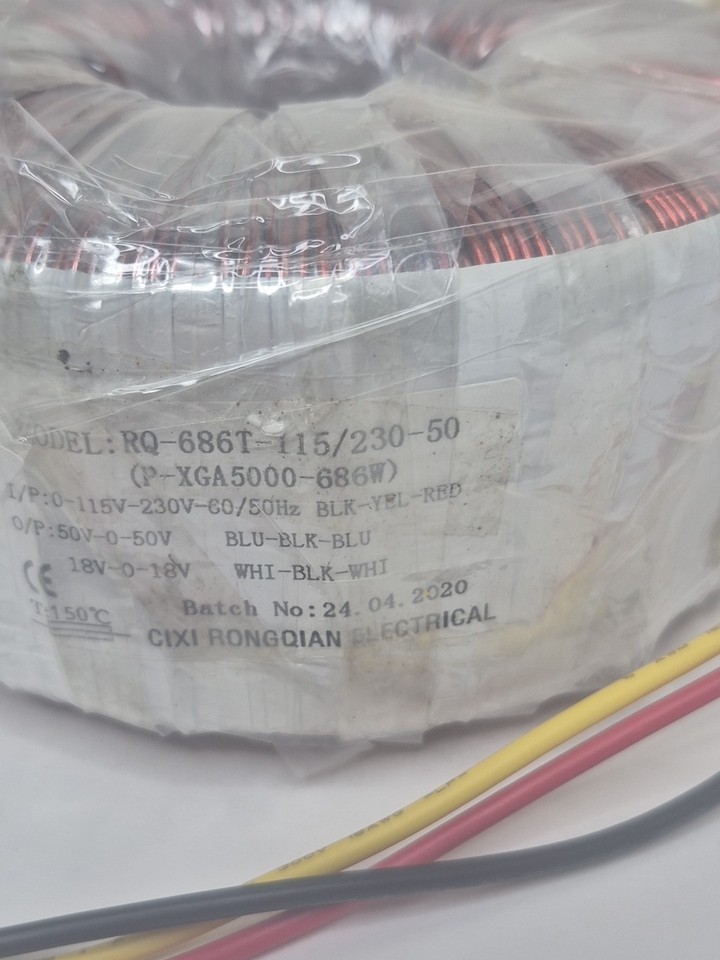 MODEL:RQ-686T-115/230-50
(P-XGA5000-686W)
I/P:0-115V-230V-60/50Hz BLK-YEL-RED
O/P:50V-0-50V BLU-BLK-BLU
18V-0-18V WHI-BLK-WHI
CE
T:150℃
Batch No:24.04.2020
CIXI RONGQIAN ELECTRICAL